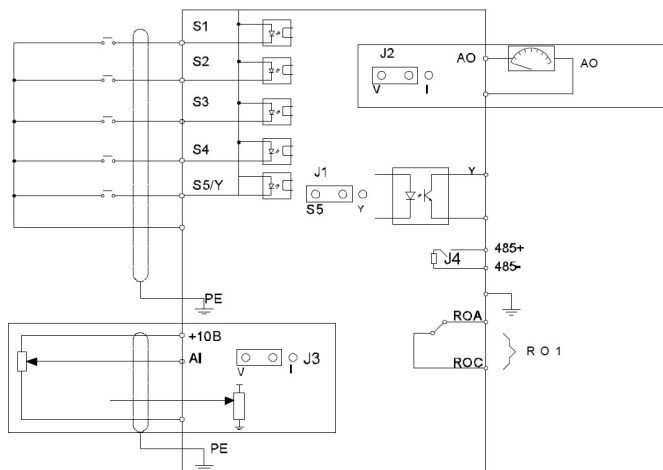 S1
S2
S3
S4
S5/Y
J1
S5 Y
PE
J2
V I
AO
AO
Y
485+
485-
J4
ROA
ROC
RO1
+10B
AI
V I
J3
PE